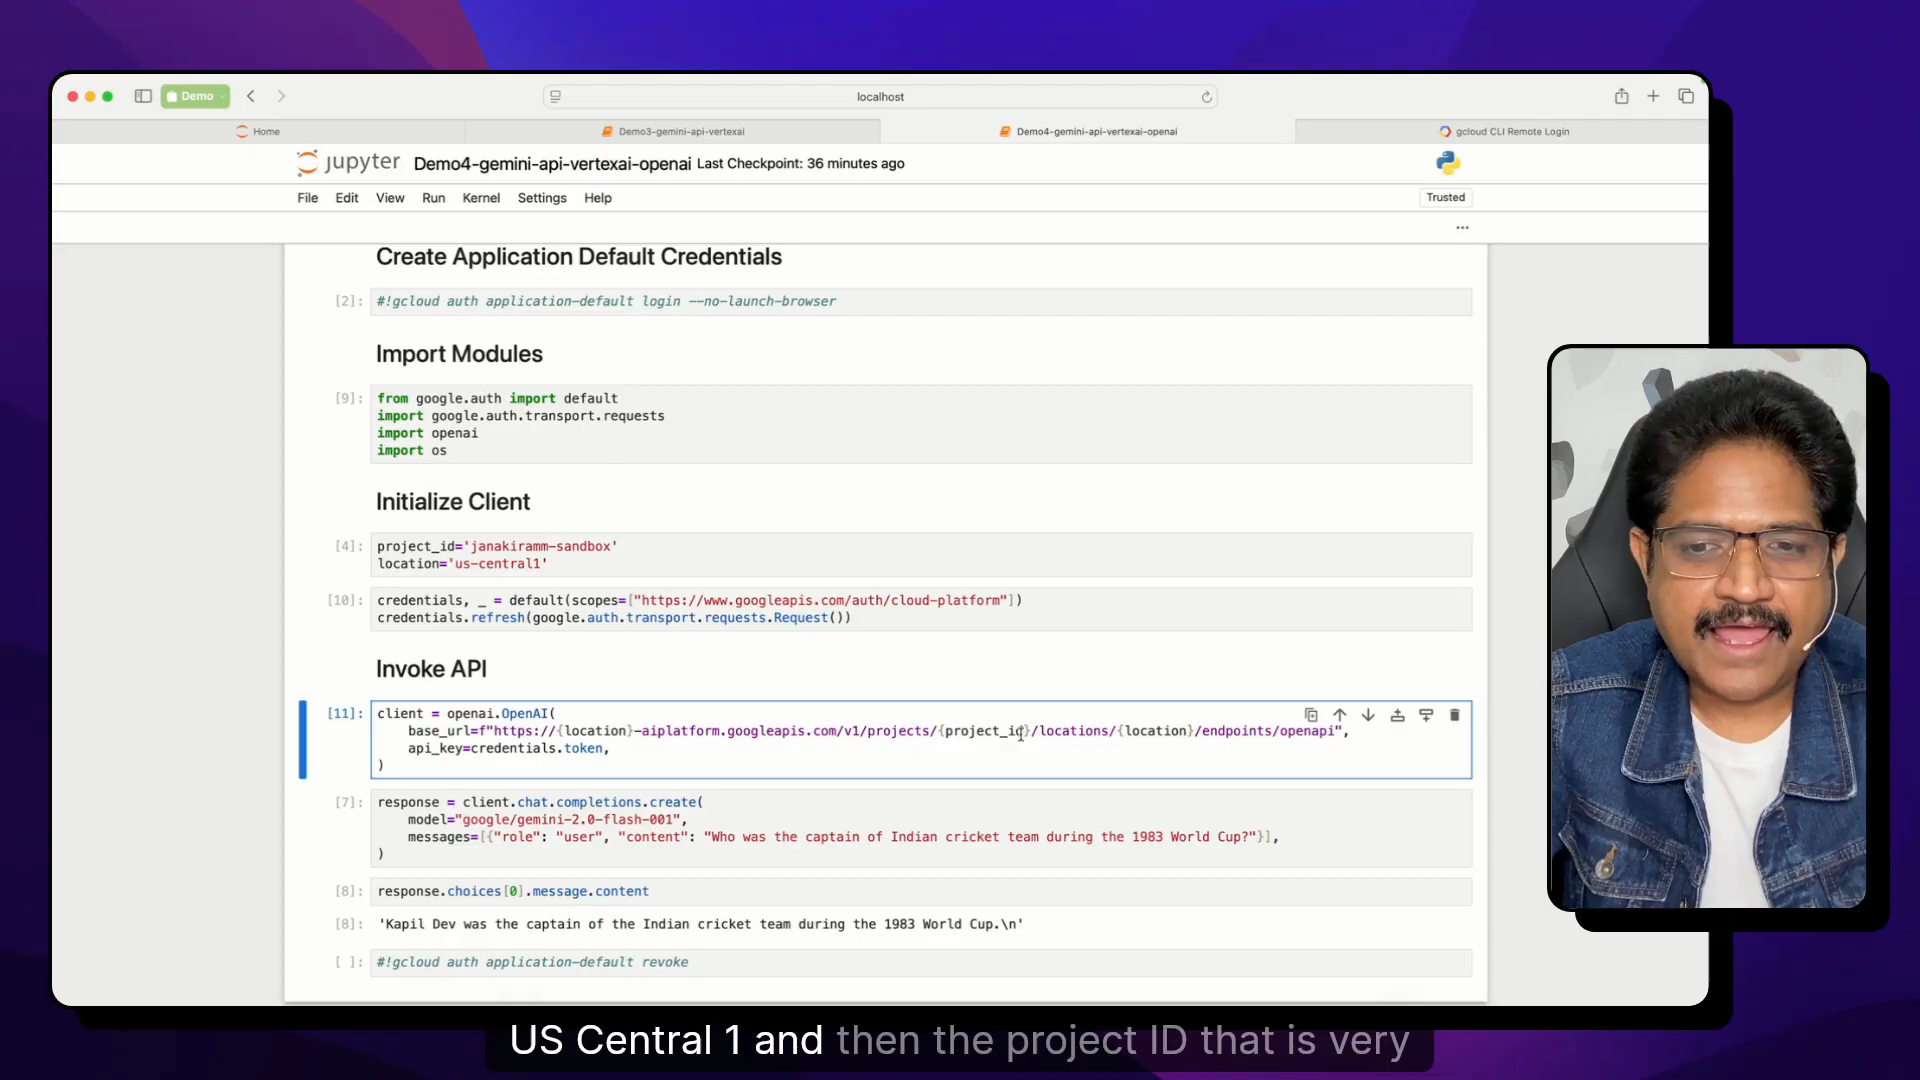 Demo
localhost
Home
Demo3-gemini-api-vertexai
Demo4-gemini-api-vertexai-openai
gcloud CLI Remote Login
jupyter Demo4-gemini-api-vertexai-openai Last Checkpoint: 36 minutes ago
File Edit View Run Kernel Settings Help
Trusted
Create Application Default Credentials
[2]: #!gcloud auth application-default login --no-launch-browser
Import Modules
[9]: from google.auth import default
import google.auth.transport.requests
import openai
import os
Initialize Client
[4]: project_id='janakiramm-sandbox'
location='us-central1'
[10]: credentials, _ = default(scopes=["https://www.googleapis.com/auth/cloud-platform"])
credentials.refresh(google.auth.transport.requests.Request())
Invoke API
[11]: client = openai.OpenAI(
base_url=f"https://{location}-aiplatform.googleapis.com/v1/projects/{project_id}/locations/{location}/endpoints/openapi",
api_key=credentials.token,
)
[7]: response = client.chat.completions.create(
model="google/gemini-2.0-flash-001",
messages=[{"role": "user", "content": "Who was the captain of Indian cricket team during the 1983 World Cup?"}],
)
[8]: response.choices[0].message.content
[8]: 'Kapil Dev was the captain of the Indian cricket team during the 1983 World Cup.\n'
[ ]: #!gcloud auth application-default revoke
US Central 1 and then the project ID that is very